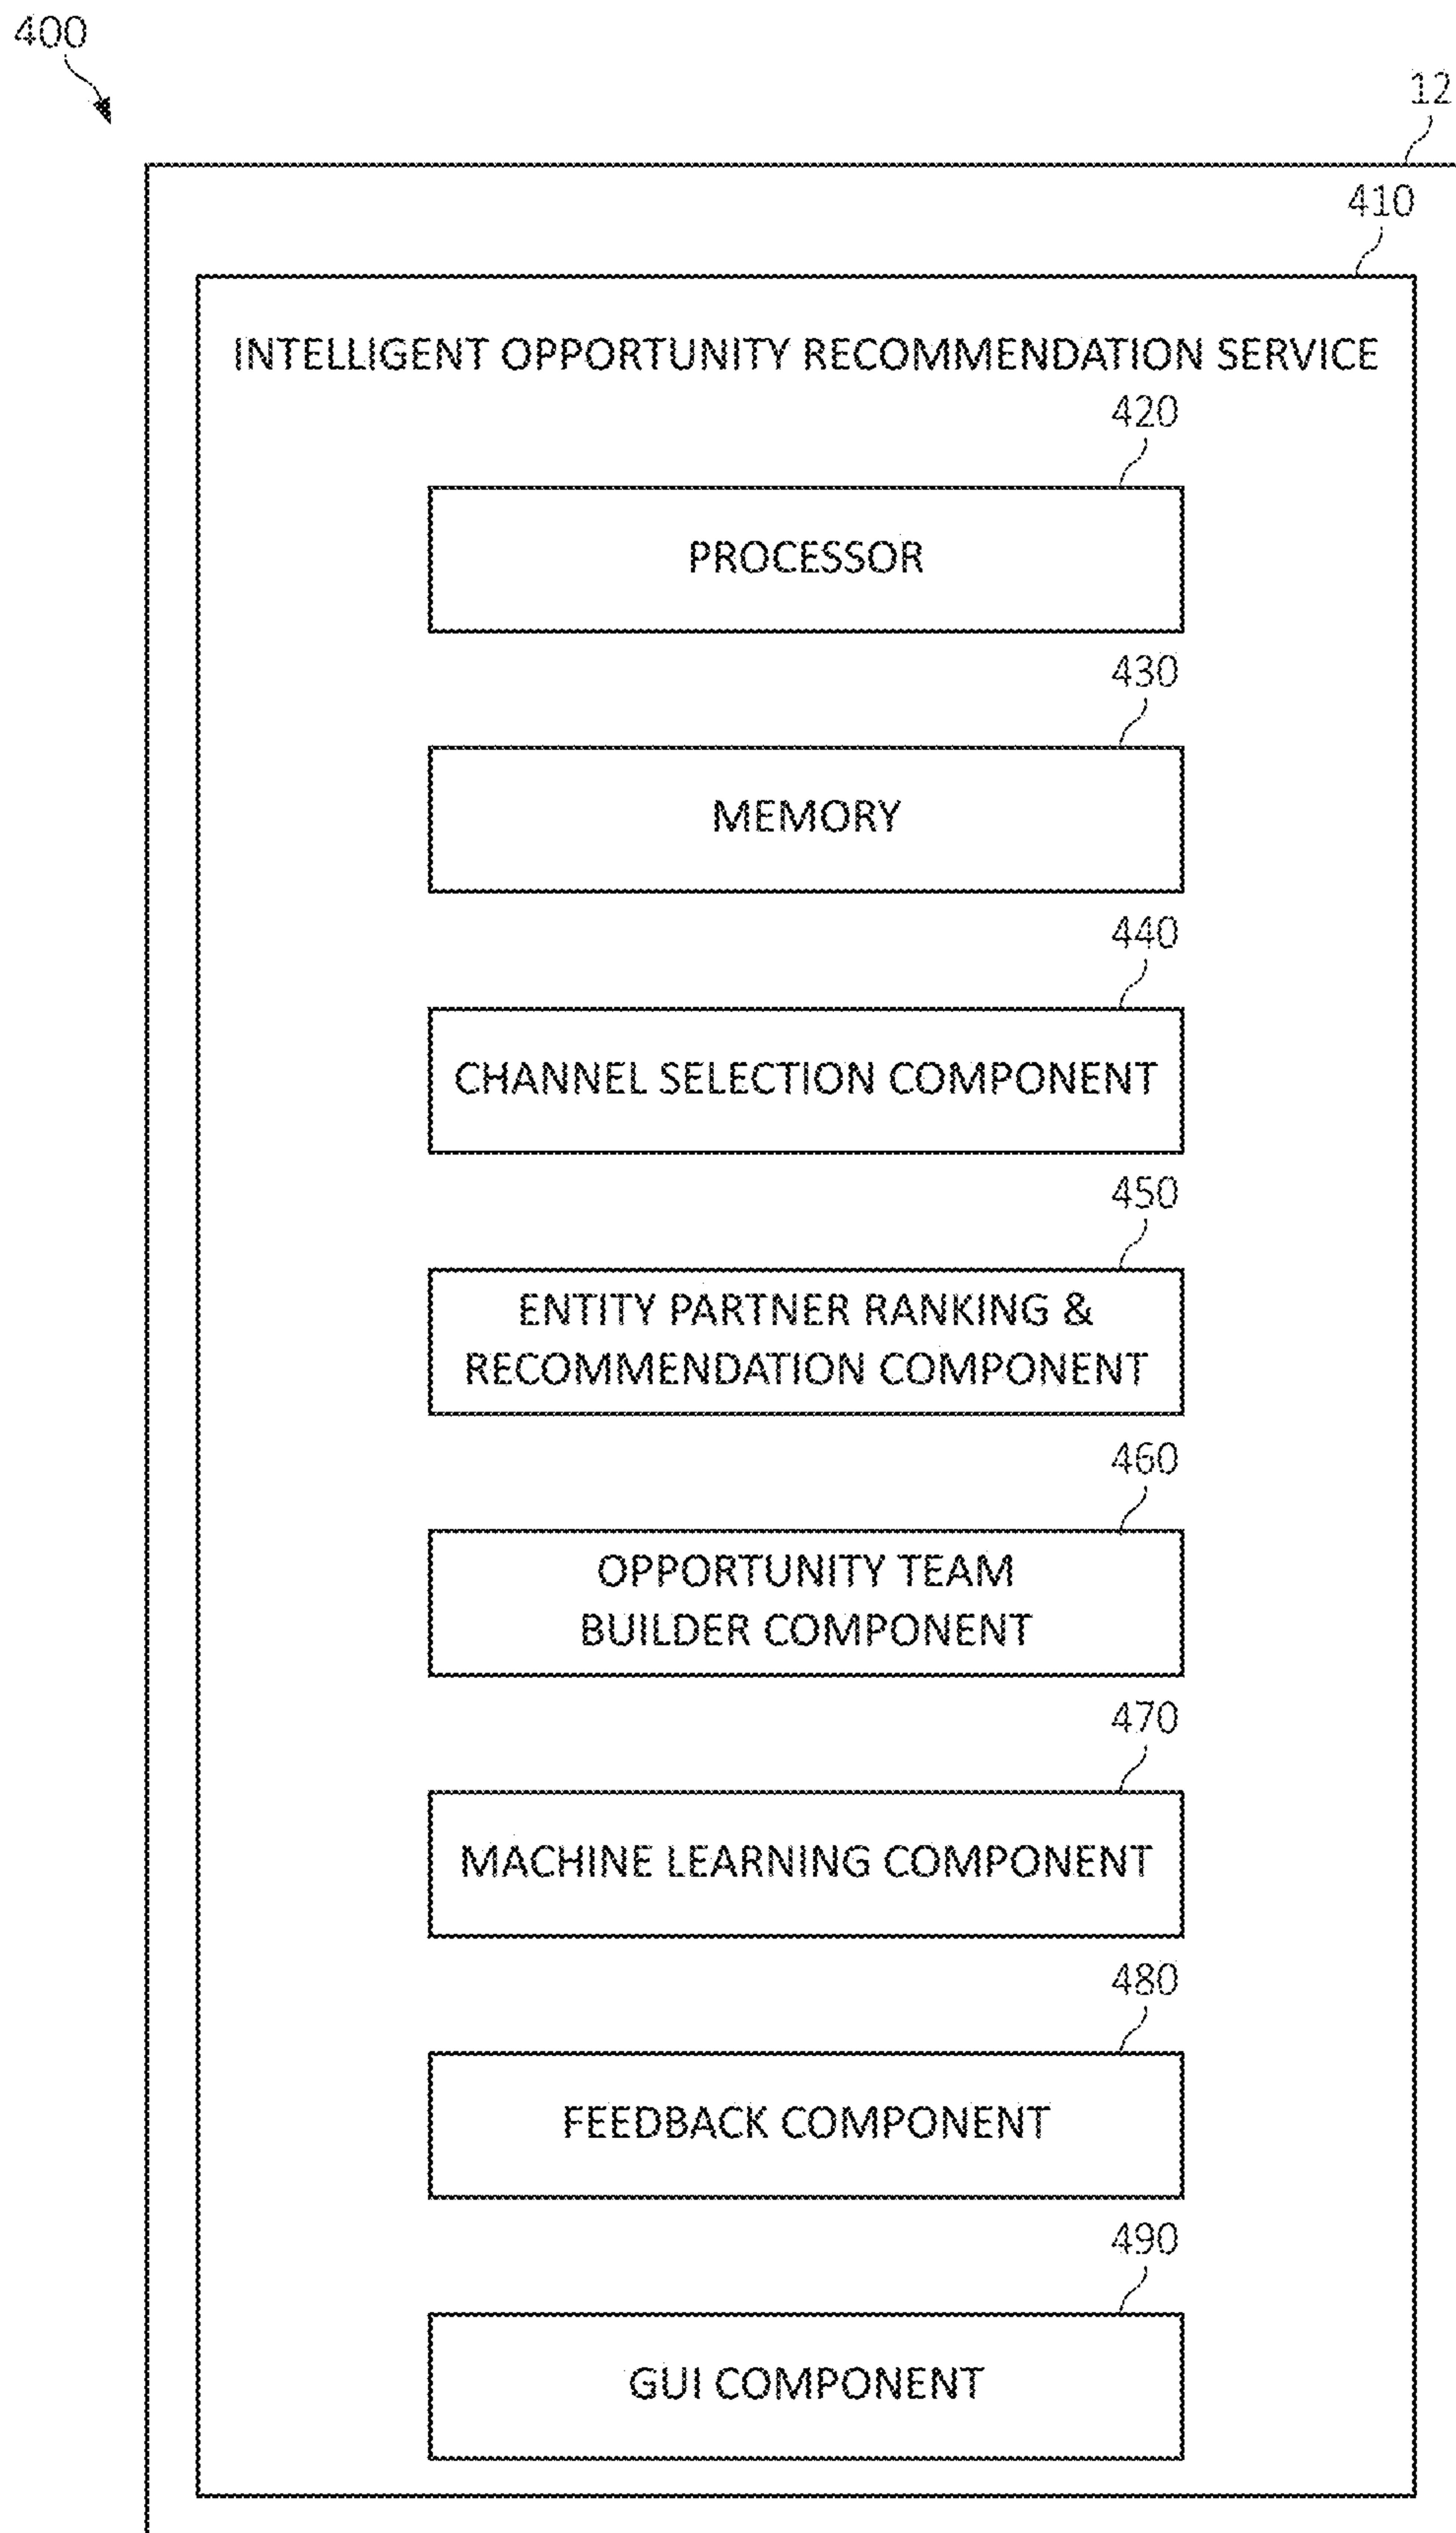 400
12
410
INTELLIGENT OPPORTUNITY RECOMMENDATION SERVICE
420
PROCESSOR
430
MEMORY
440
CHANNEL SELECTION COMPONENT
450
ENTITY PARTNER RANKING &
RECOMMENDATION COMPONENT
460
OPPORTUNITY TEAM
BUILDER COMPONENT
470
MACHINE LEARNING COMPONENT
480
FEEDBACK COMPONENT
490
GUI COMPONENT